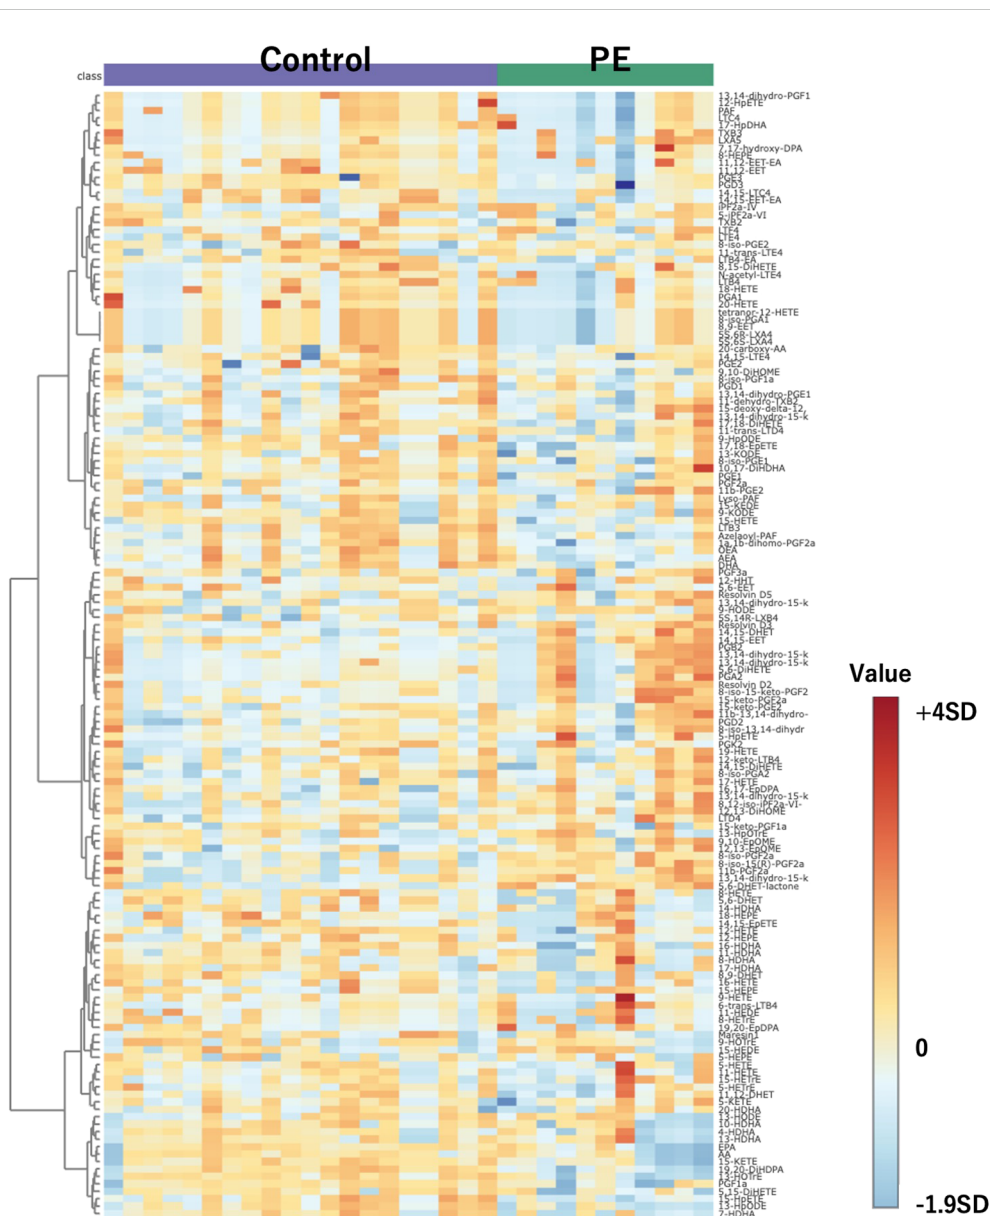 Control
PE
class
13,14-dihydro-PGF1
12-HpETE
PAF
LTC4
17-HpDHA
TXB3
LXA5
7,17-hydroxy-DPA
8-HEPE
11,12-EET-EA
11,12-EET
PGE3
PGD3
14,15-LTC4
14,15-EET-EA
iPF2a-IV
5-iPF2a-VI
TXB2
LTF4
LTE4
8-iso-PGE2
11-trans-LTE4
LTB4-EA
8,15-DiHETE
N-acetyl-LTE4
LTB4
18-HETE
PGA1
20-HETE
tetranor-12-HETE
8-iso-PGA1
8,9-EET
5S,6R-LXA4
5S,6S-LXA4
20-carboxy-AA
14,15-LTE4
PGE2
9,10-DiHOME
8-iso-PGF1a
PGD1
13,14-dihydro-PGE1
11-dehydro-TXB2
15-deoxy-delta-12,
13,14-dihydro-15-k
17,18-DiHETE
11-trans-LTD4
9-HpODE
17,18-EpETE
13-KODE
8-iso-PGE1
10,17-DiHDHA
PGE1
PGF2a
11b-PGE2
Lyso-PAF
15-KEDE
9-KODE
15-HETE
LTB3
Azelaoyl-PAF
1a,1b-dihomo-PGF2a
OEA
AEA
DHA
PGF3a
12-HHT
5,6-EET
Resolvin D5
13,14-dihydro-15-k
9-HODE
5S,14R-LXB4
Resolvin D3
14,15-DHET
14,15-EET
PGB2
13,14-dihydro-15-k
13,14-dihydro-15-k
5,6-DiHETE
PGA2
Resolvin D2
8-iso-15-keto-PGF2
15-keto-PGF2a
15-keto-PGE2
11b-13,14-dihydro-
PGD2
8-iso-13,14-dihydr
5-HpETE
PGK2
19-HETE
12-keto-LTB4
14,15-DiHETE
8-iso-PGA2
17-HETE
16,17-EpDPA
13,14-dihydro-15-k
8,12-iso-iPF2a-VI-
12,13-DiHOME
LTD4
15-keto-PGF1a
13-HpOTrE
9,10-EpOME
12,13-EpOME
8-iso-PGF2a
8-iso-15(R)-PGF2a
11b-PGF2a
13,14-dihydro-15-k
5,6-DHET-lactone
8-HETE
5,6-DHET
14-HDHA
18-HEPE
14,15-EpETE
12-HETE
12-HEPE
16-HDHA
11-HDHA
8-HDHA
17-HDHA
8,9-DHET
16-HETE
15-HEPE
9-HETE
6-trans-LTB4
11-HEDE
8-HETrE
19,20-EpDPA
Maresin1
9-HOTrE
15-HEDE
5-HEPE
5-HETE
11-HETE
15-HETrE
5-HETrE
11,12-DHET
5-KETE
20-HDHA
13-HODE
10-HDHA
4-HDHA
13-HDHA
EPA
AA
15-KETE
19,20-DiHDPA
13-HOTrE
PGF1a
5,15-DiHETE
15-HpETE
13-HpODE
7-HDHA
Value
+4SD
0
-1.9SD